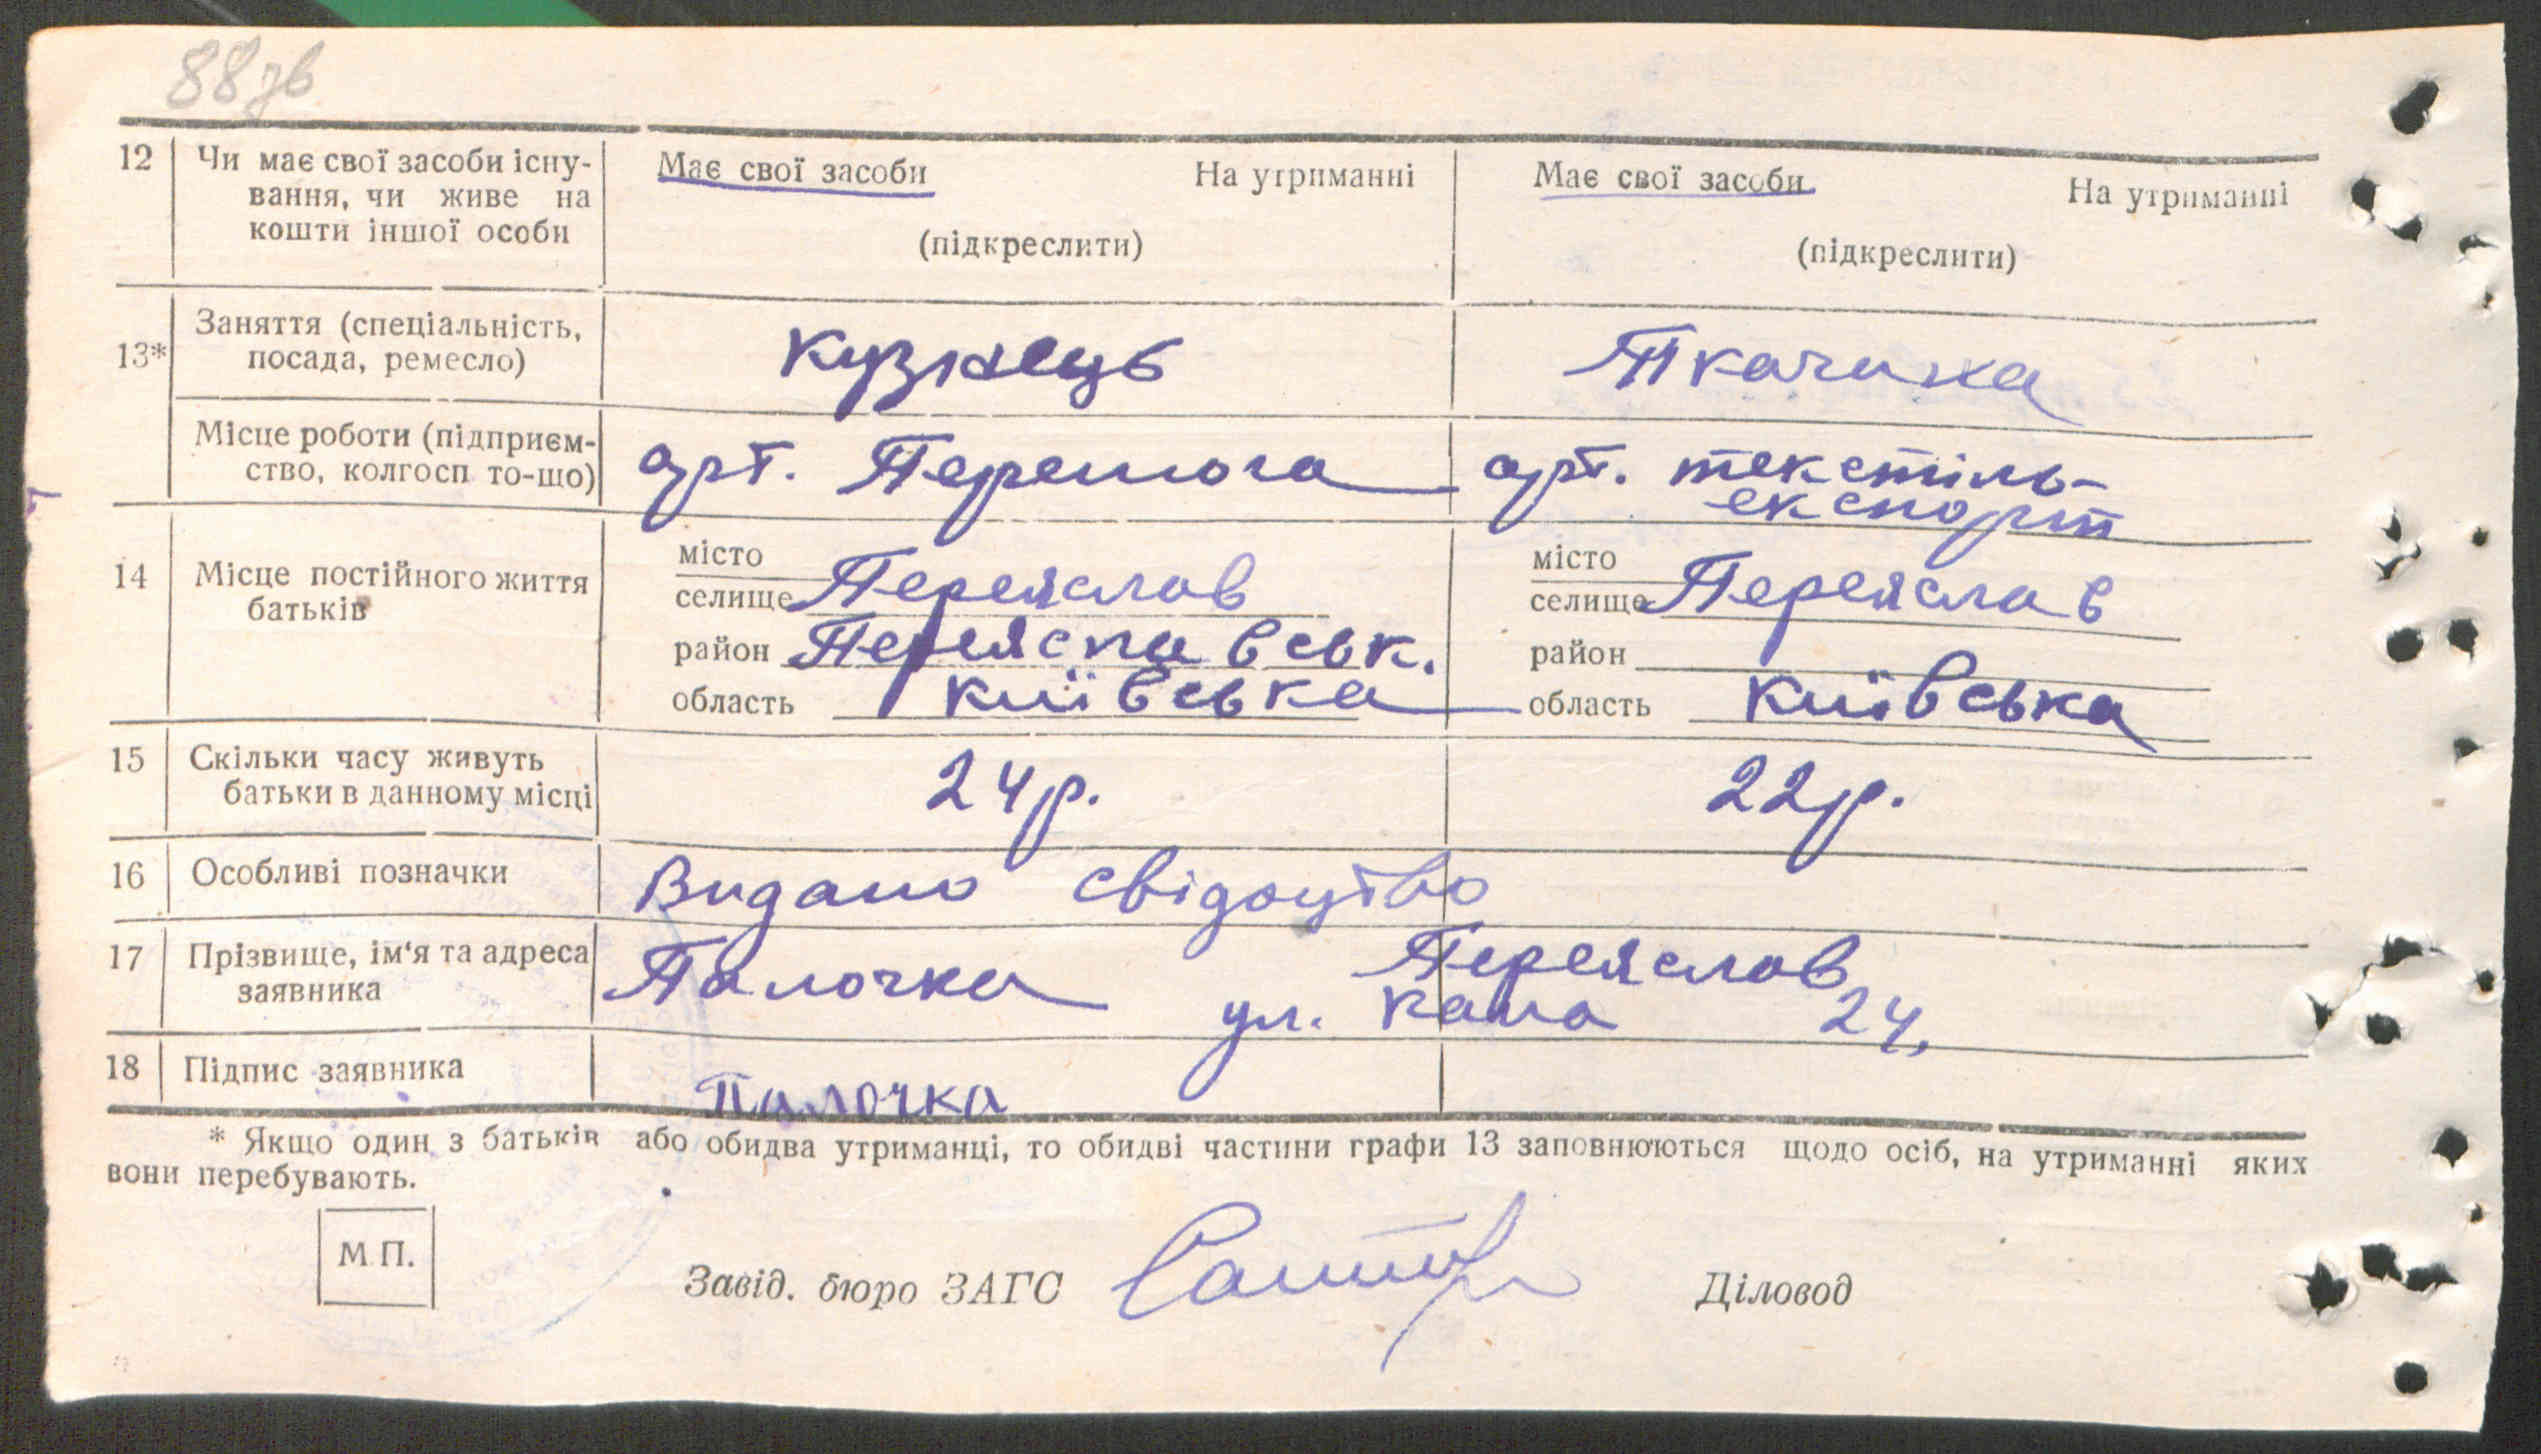 88зв
12 Чи має свої засоби існу-
вання, чи живе на
кошти іншої особи
Має свої засоби На утриманні
(підкреслити)
Має свої засоби На утриманні
(підкреслити)
13* Заняття (спеціальність,
посада, ремесло)
Кузнець
Ткачиха
Місце роботи (підприєм-
ство, колгосп то-що)
арт. Перемога
арт. текстіль-
експорт
14 Місце постійного життя
батьків
місто
селище Переяслав
район Переяславськ.
область Київська
місто
селище Переяслав
район
область Київська
15 Скільки часу живуть
батьки в данному місці
24р.
22р.
16 Особливі позначки
Видано свідоцтво
17 Прізвище, ім'я та адреса
заявника
Палочка Переяслав
ул. 24,
18 Підпис заявника
Палочка
* Якщо один з батьків або обидва утриманці, то обидві частини графи 13 заповнюються щодо осіб, на утриманні яких
вони перебувають.
М.П.
Завід. бюро ЗАГС
Діловод